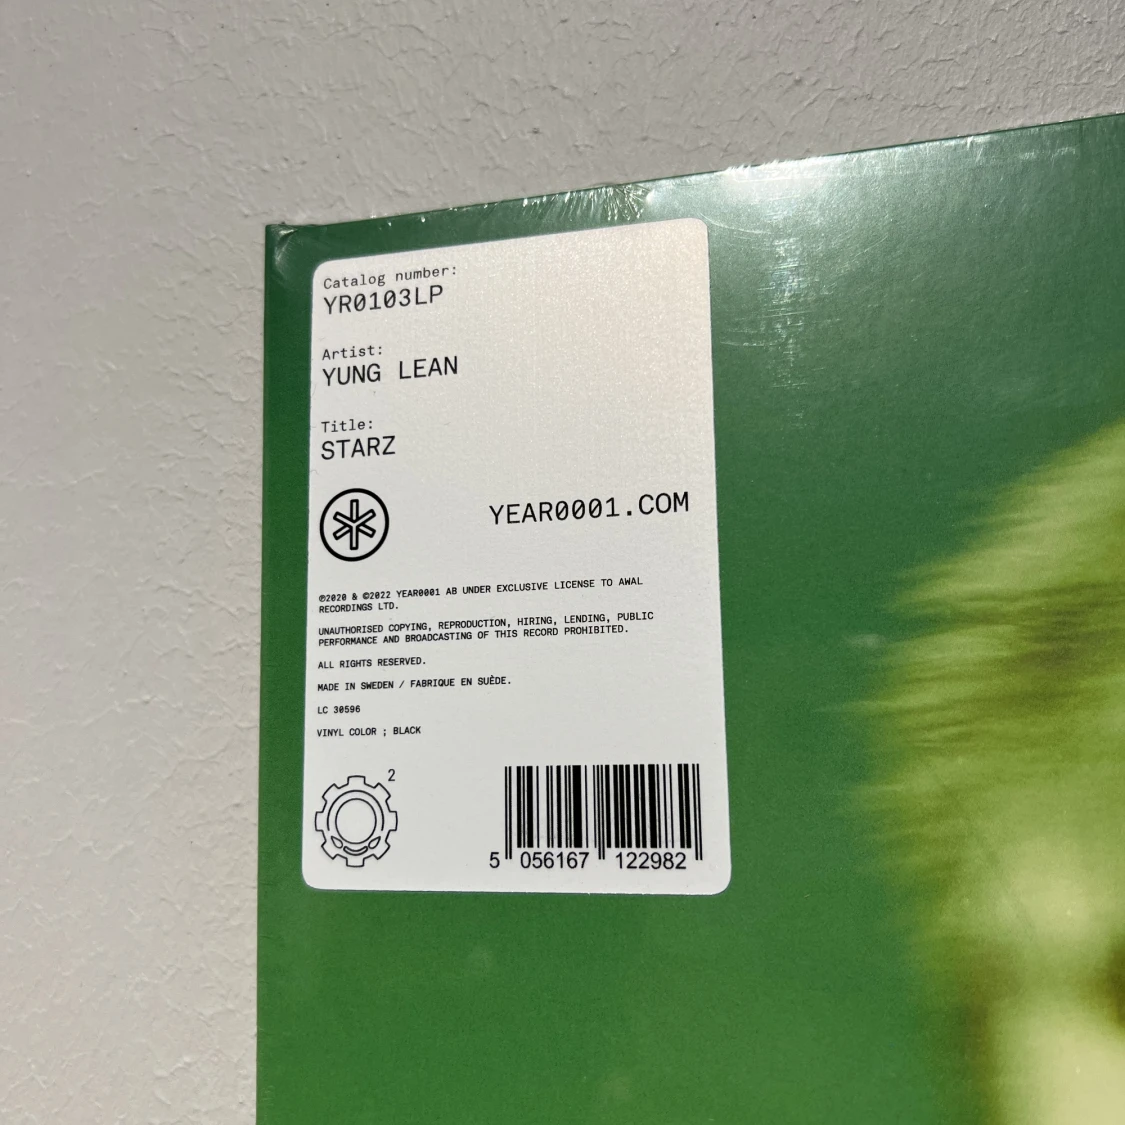 Catalog number:
YR0103LP
Artist:
YUNG LEAN
Title:
STARZ
YEAR0001.COM
℗2020 & ©2022 YEAR0001 AB UNDER EXCLUSIVE LICENSE TO AWAL
RECORDINGS LTD.
UNAUTHORISED COPYING, REPRODUCTION, HIRING, LENDING, PUBLIC
PERFORMANCE AND BROADCASTING OF THIS RECORD PROHIBITED.
ALL RIGHTS RESERVED.
MADE IN SWEDEN / FABRIQUE EN SUÈDE.
LC 30596
VINYL COLOR ; BLACK
2
5 056167 122982